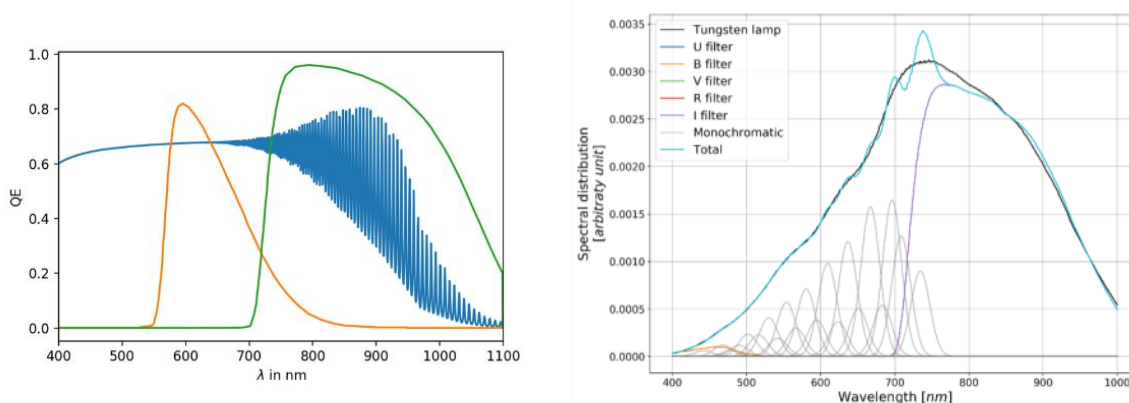 1.0
0.8
0.6
0.4
0.2
0.0
QE
400 500 600 700 800 900 1000 1100
λ in nm
0.0035
0.0030
0.0025
0.0020
0.0015
0.0010
0.0005
0.0000
Spectral distribution
[arbitraty unit]
Tungsten lamp
U filter
B filter
V filter
R filter
I filter
Monochromatic
Total
400 500 600 700 800 900 1000
Wavelength [nm]